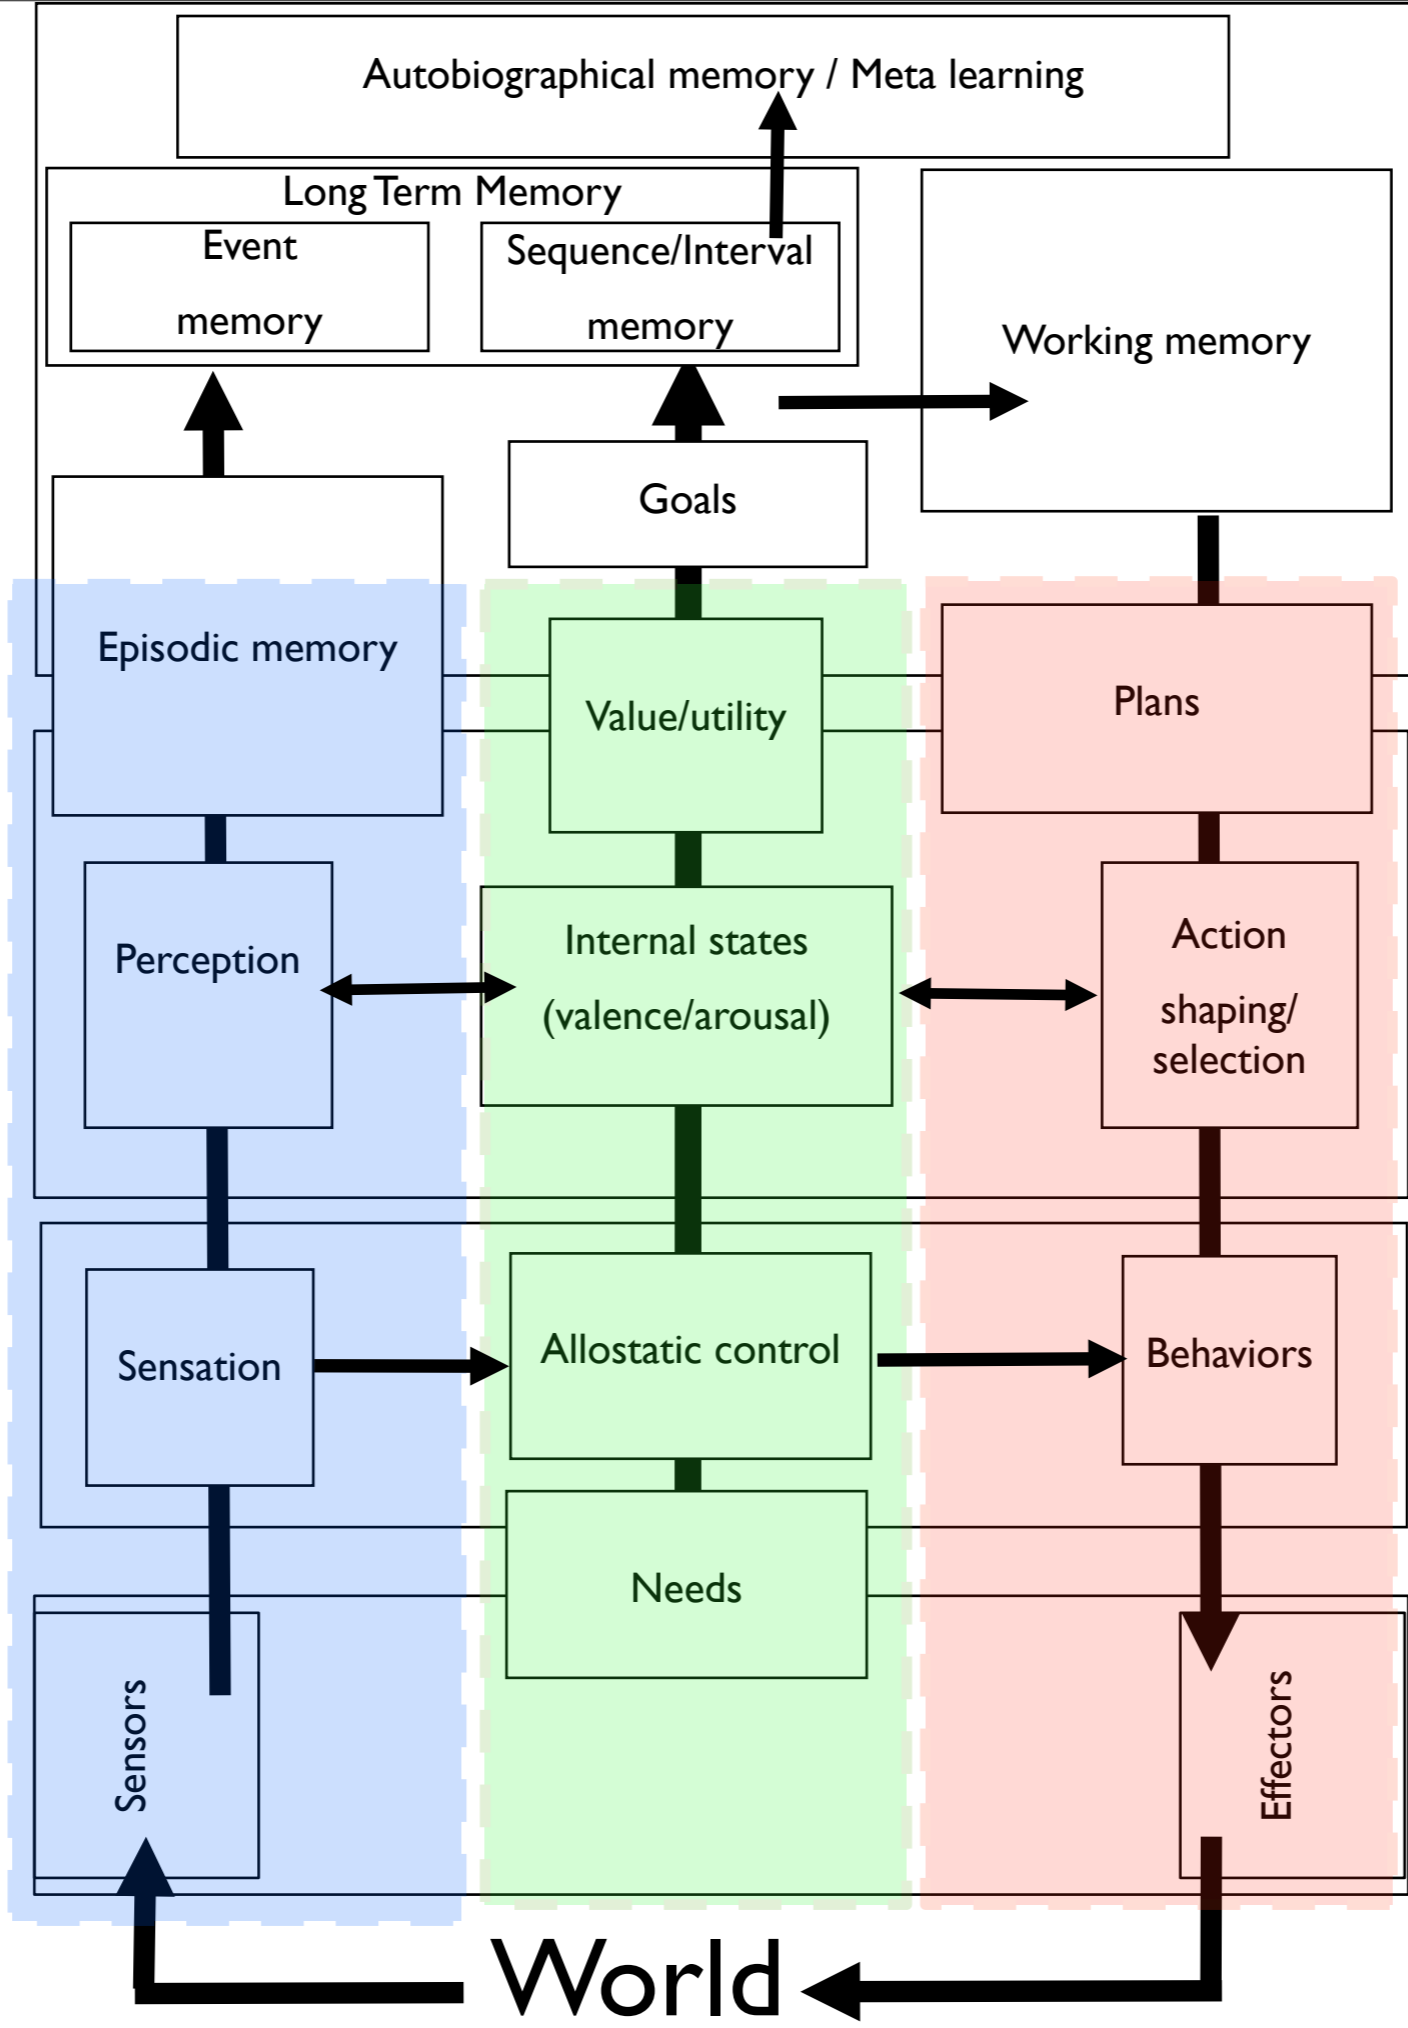 Autobiographical memory / Meta learning
Long Term Memory
Event
memory
Sequence/Interval
memory
Working memory
Goals
Episodic memory
Value/utility
Plans
Perception
Internal states
(valence/arousal)
Action
shaping/
selection
Sensation
Allostatic control
Behaviors
Needs
Sensors
Effectors
World